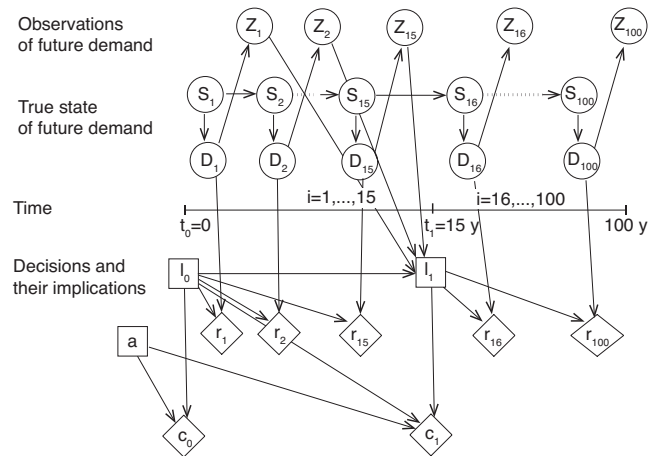 Observations of future demand
Z1 Z2 Z15 Z16 Z100
True state of future demand
S1 S2 S15 S16 S100
D1 D2 D15 D16 D100
i=1,...,15 i=16,...,100
Time
t0=0 t1=15 y 100 y
Decisions and their implications
I0 I1
r1 r2 r15 r16 r100
a
c0 c1